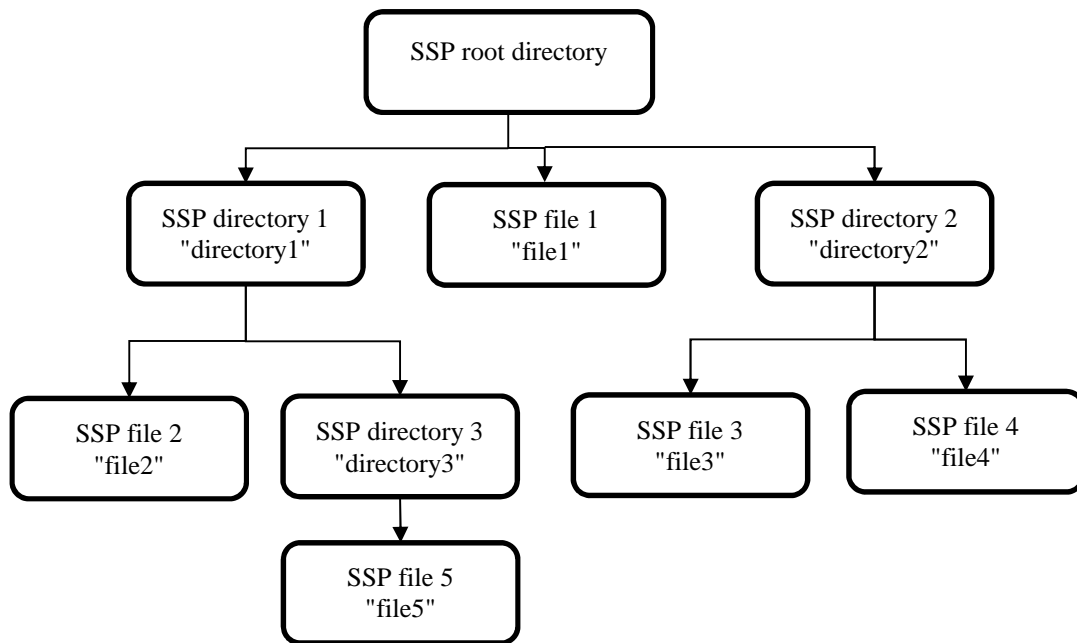 SSP root directory
SSP directory 1
"directory1"
SSP file 1
"file1"
SSP directory 2
"directory2"
SSP file 2
"file2"
SSP directory 3
"directory3"
SSP file 3
"file3"
SSP file 4
"file4"
SSP file 5
"file5"